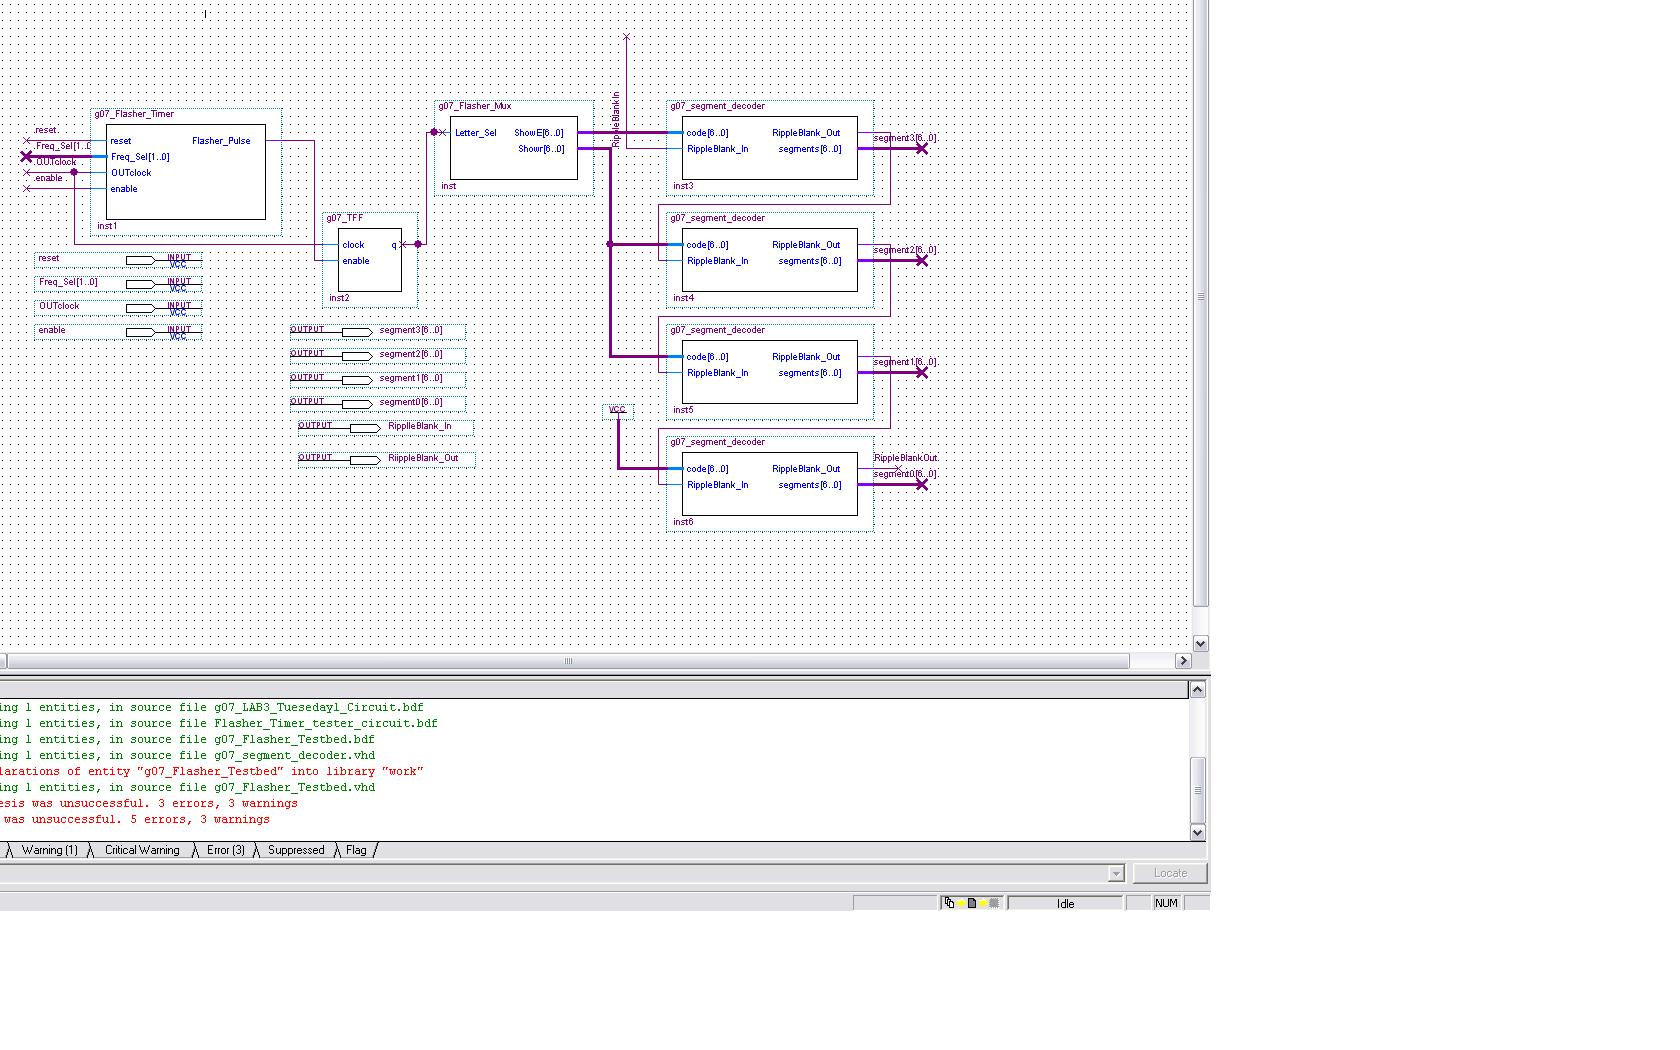 g07_Flasher_Timer
reset
Freq_Sel[1..0
OUTclock
enable
reset
Freq_Sel[1..0]
OUTclock
enable
Flasher_Pulse
inst1
reset
INPUT
VCC
Freq_Sel[1..0]
INPUT
VCC
OUTclock
INPUT
VCC
enable
INPUT
VCC
g07_TFF
clock
q
enable
inst2
OUTPUT
segment3[6..0]
OUTPUT
segment2[6..0]
OUTPUT
segment1[6..0]
OUTPUT
segment0[6..0]
OUTPUT
RippleBlank_In
OUTPUT
RiippleBlank_Out
g07_Flasher_Mux
Letter_Sel
ShowE[6..0]
Showr[6..0]
inst
RippleBlankIn
g07_segment_decoder
code[6..0]
RippleBlank_Out
RippleBlank_In
segments[6..0]
inst3
segment3[6..0]
g07_segment_decoder
code[6..0]
RippleBlank_Out
RippleBlank_In
segments[6..0]
inst4
segment2[6..0]
g07_segment_decoder
code[6..0]
RippleBlank_Out
RippleBlank_In
segments[6..0]
inst5
segment1[6..0]
VCC
g07_segment_decoder
code[6..0]
RippleBlank_Out
RippleBlank_In
segments[6..0]
inst6
RippleBlankOut
segment0[6..0]
ing 1 entities, in source file g07_LAB3_Tueseday1_Circuit.bdf
ing 1 entities, in source file Flasher_Timer_tester_circuit.bdf
ing 1 entities, in source file g07_Flasher_Testbed.bdf
ing 1 entities, in source file g07_segment_decoder.vhd
larations of entity "g07_Flasher_Testbed" into library "work"
ing 1 entities, in source file g07_Flasher_Testbed.vhd
esis was unsuccessful. 3 errors, 3 warnings
was unsuccessful. 5 errors, 3 warnings
Warning (1)
Critical Warning
Error (3)
Suppressed
Flag
Locate
Idle
NUM